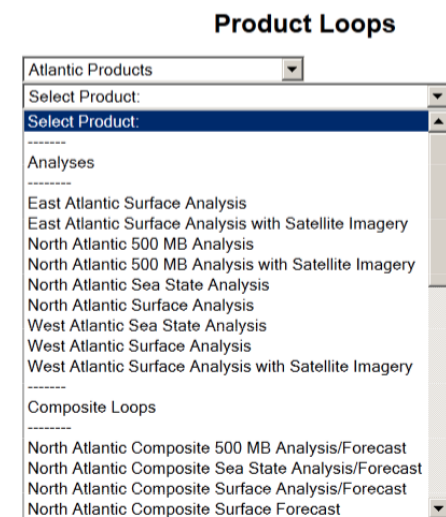 Product Loops
Atlantic Products
Select Product:
Select Product:
-------
Analyses
--------
East Atlantic Surface Analysis
East Atlantic Surface Analysis with Satellite Imagery
North Atlantic 500 MB Analysis
North Atlantic 500 MB Analysis with Satellite Imagery
North Atlantic Sea State Analysis
North Atlantic Surface Analysis
West Atlantic Sea State Analysis
West Atlantic Surface Analysis
West Atlantic Surface Analysis with Satellite Imagery
-------
Composite Loops
--------
North Atlantic Composite 500 MB Analysis/Forecast
North Atlantic Composite Sea State Analysis/Forecast
North Atlantic Composite Surface Analysis/Forecast
North Atlantic Composite Surface Forecast